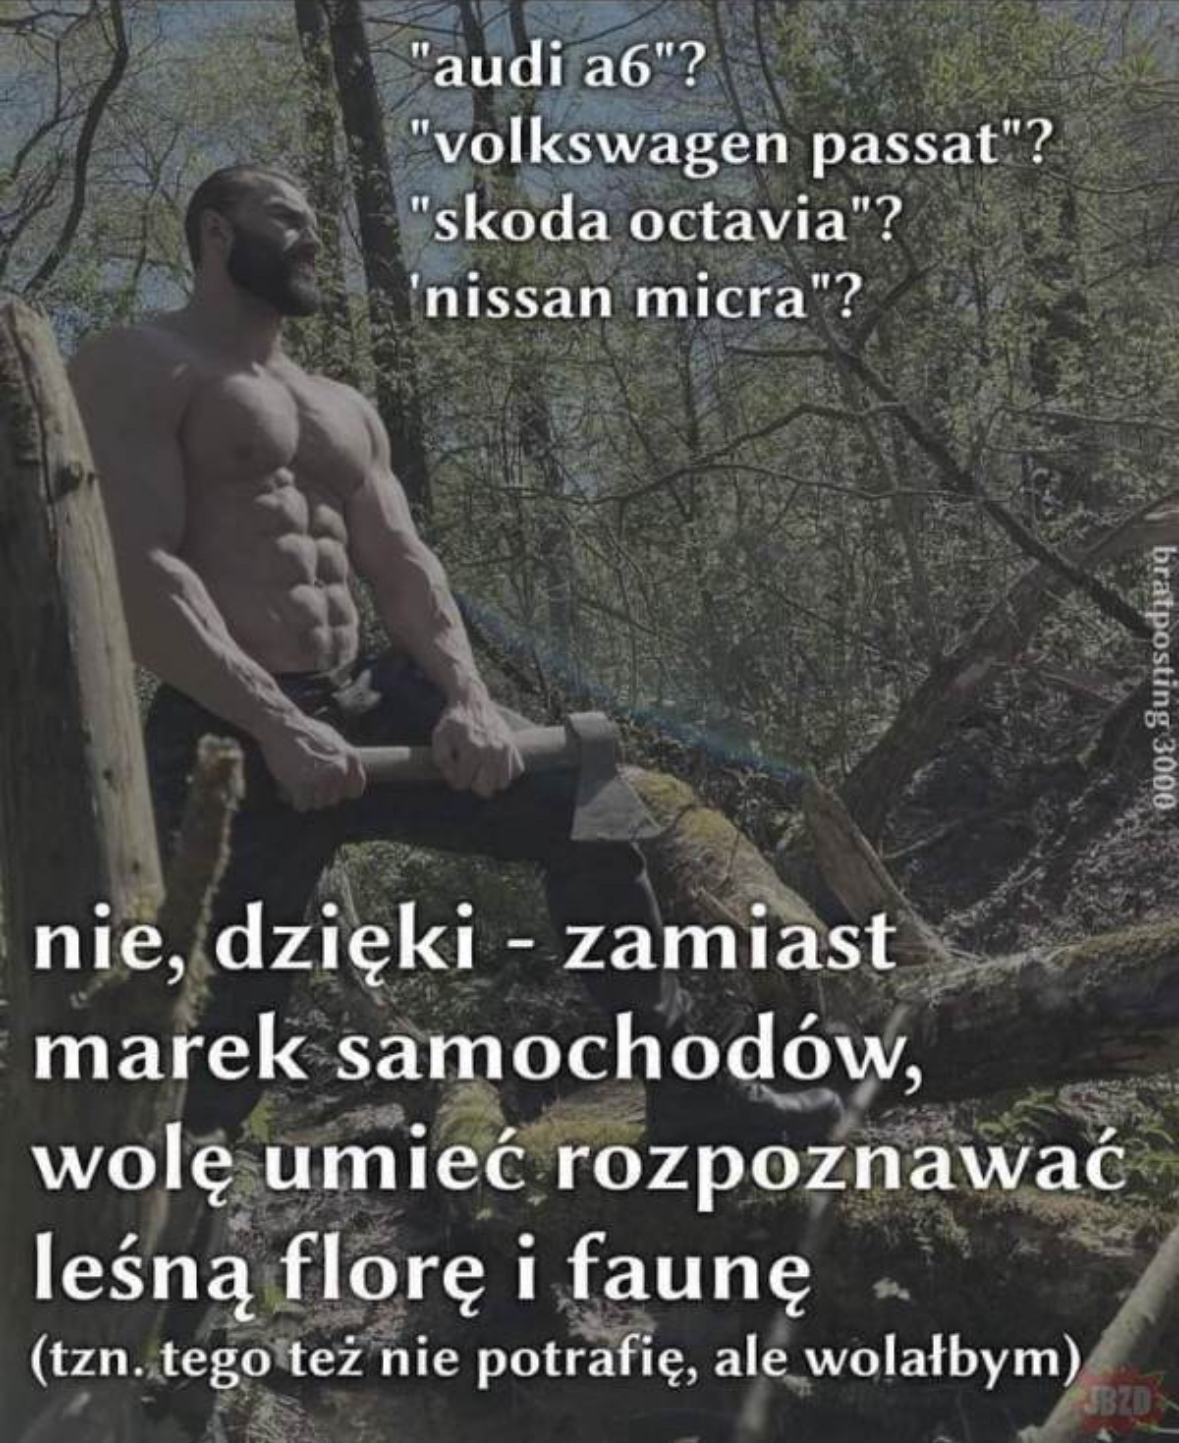 "audi a6"?
"volkswagen passat"?
"skoda octavia"?
'nissan micra"?
bratposting 3000
nie, dzięki - zamiast
marek samochodów,
wolę umieć rozpoznawać
leśną florę i faunę
(tzn. tego też nie potrafię, ale wolałbym)
JBZD